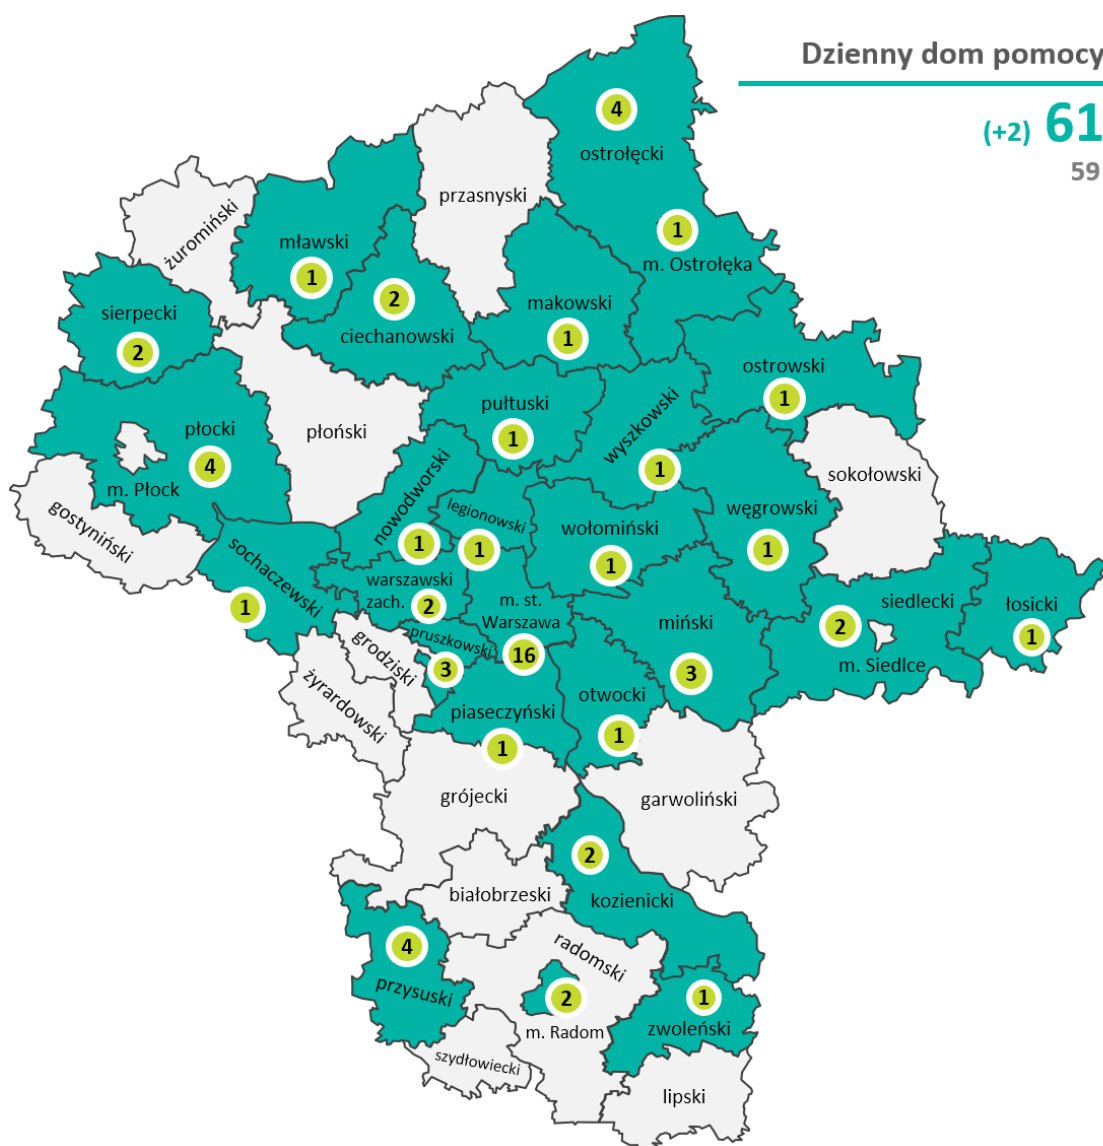 Dzienny dom pomocy
(+2) 61
59
4
ostrołęcki
przasnyski
żuromiński
1
m. Ostrołęka
mławski
1
2
ciechanowski
makowski
1
sierpecki
2
ostrowski
1
pułtuski
1
wyszkowski
1
płoński
płocki
4
m. Płock
sokołowski
gostyniński
nowodworski
1
legionowski
1
wołomiński
1
węgrowski
1
sochaczewski
1
warszawski
zach.
2
m. st.
Warszawa
16
miński
3
siedlecki
2
m. Siedlce
łosicki
1
pruszkowski
3
grodziski
żyrardowski
piaseczyński
1
otwocki
1
grójecki
garwoliński
2
kozienicki
białobrzeski
4
przysuski
radomski
2
m. Radom
1
zwoleński
szydłowiecki
lipski